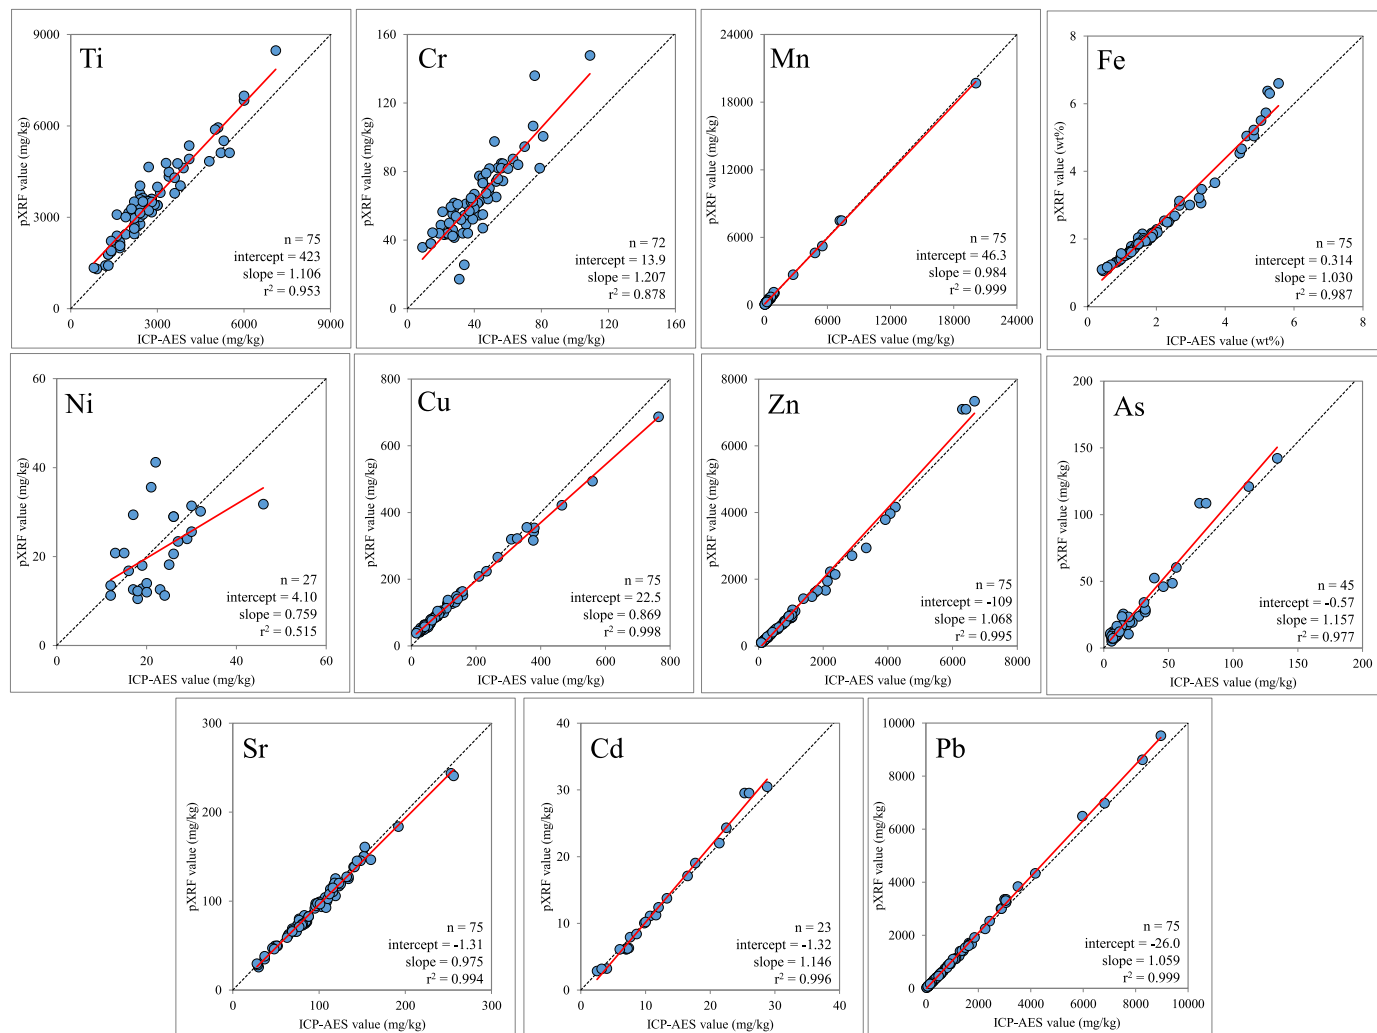 Ti
pXRF value (mg/kg)
9000
6000
3000
0
n = 75
intercept = 423
slope = 1.106
r² = 0.953
0 3000 6000 9000
ICP-AES value (mg/kg)
Cr
pXRF value (mg/kg)
160
120
80
40
0
n = 72
intercept = 13.9
slope = 1.207
r² = 0.878
0 40 80 120 160
ICP-AES value (mg/kg)
Mn
pXRF value (mg/kg)
24000
18000
12000
6000
0
n = 75
intercept = 46.3
slope = 0.984
r² = 0.999
0 6000 12000 18000 24000
ICP-AES value (mg/kg)
Fe
pXRF value (wt%)
8
6
4
2
0
n = 75
intercept = 0.314
slope = 1.030
r² = 0.987
0 2 4 6 8
ICP-AES value (wt%)
Ni
pXRF value (mg/kg)
60
40
20
0
n = 27
intercept = 4.10
slope = 0.759
r² = 0.515
0 20 40 60
ICP-AES value (mg/kg)
Cu
pXRF value (mg/kg)
800
600
400
200
0
n = 75
intercept = 22.5
slope = 0.869
r² = 0.998
0 200 400 600 800
ICP-AES value (mg/kg)
Zn
pXRF value (mg/kg)
8000
6000
4000
2000
0
n = 75
intercept = -109
slope = 1.068
r² = 0.995
0 2000 4000 6000 8000
ICP-AES value (mg/kg)
As
pXRF value (mg/kg)
200
150
100
50
0
n = 45
intercept = -0.57
slope = 1.157
r² = 0.977
0 50 100 150 200
ICP-AES value (mg/kg)
Sr
pXRF value (mg/kg)
300
200
100
0
n = 75
intercept = -1.31
slope = 0.975
r² = 0.994
0 100 200 300
ICP-AES value (mg/kg)
Cd
pXRF value (mg/kg)
40
30
20
10
0
n = 23
intercept = -1.32
slope = 1.146
r² = 0.996
0 10 20 30 40
ICP-AES value (mg/kg)
Pb
pXRF value (mg/kg)
10000
8000
6000
4000
2000
0
n = 75
intercept = -26.0
slope = 1.059
r² = 0.999
0 2000 4000 6000 8000 10000
ICP-AES value (mg/kg)